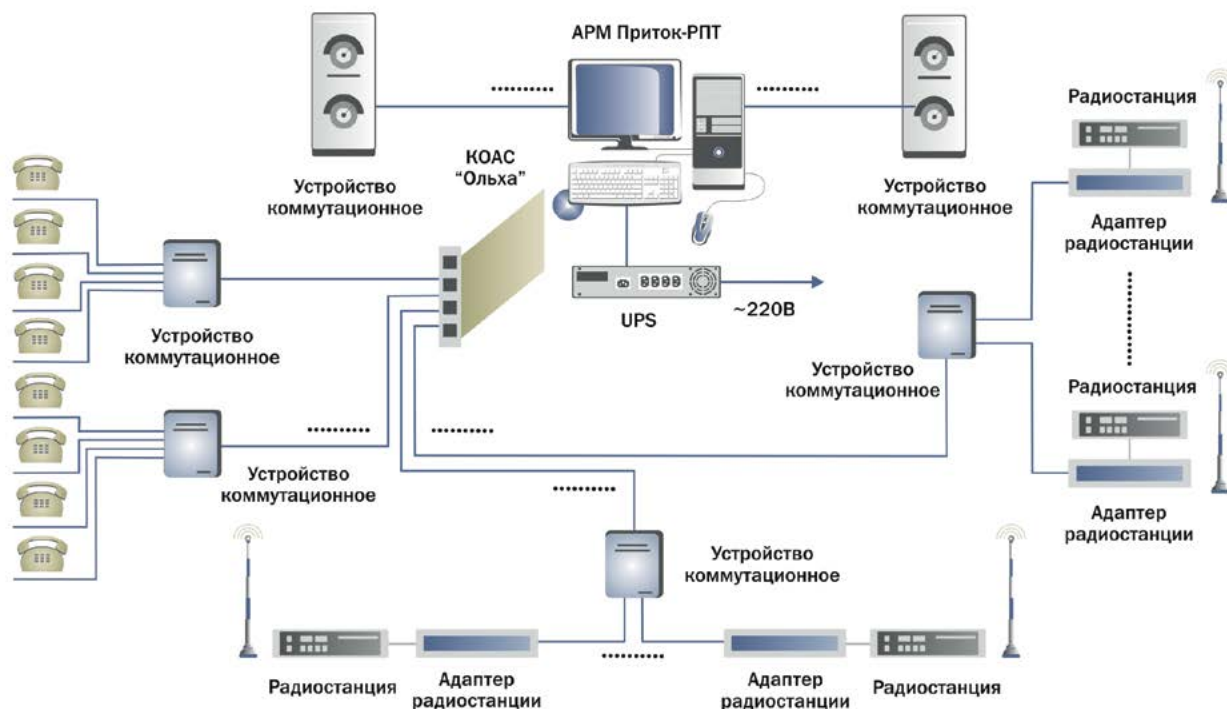 АРМ Приток-РПТ
Устройство
коммутационное
КОАС
“Ольха”
Устройство
коммутационное
Радиостанция
Адаптер
радиостанции
UPS
~220В
Устройство
коммутационное
Устройство
коммутационное
Радиостанция
Адаптер
радиостанции
Устройство
коммутационное
Устройство
коммутационное
Радиостанция
Адаптер
радиостанции
Адаптер
радиостанции
Радиостанция